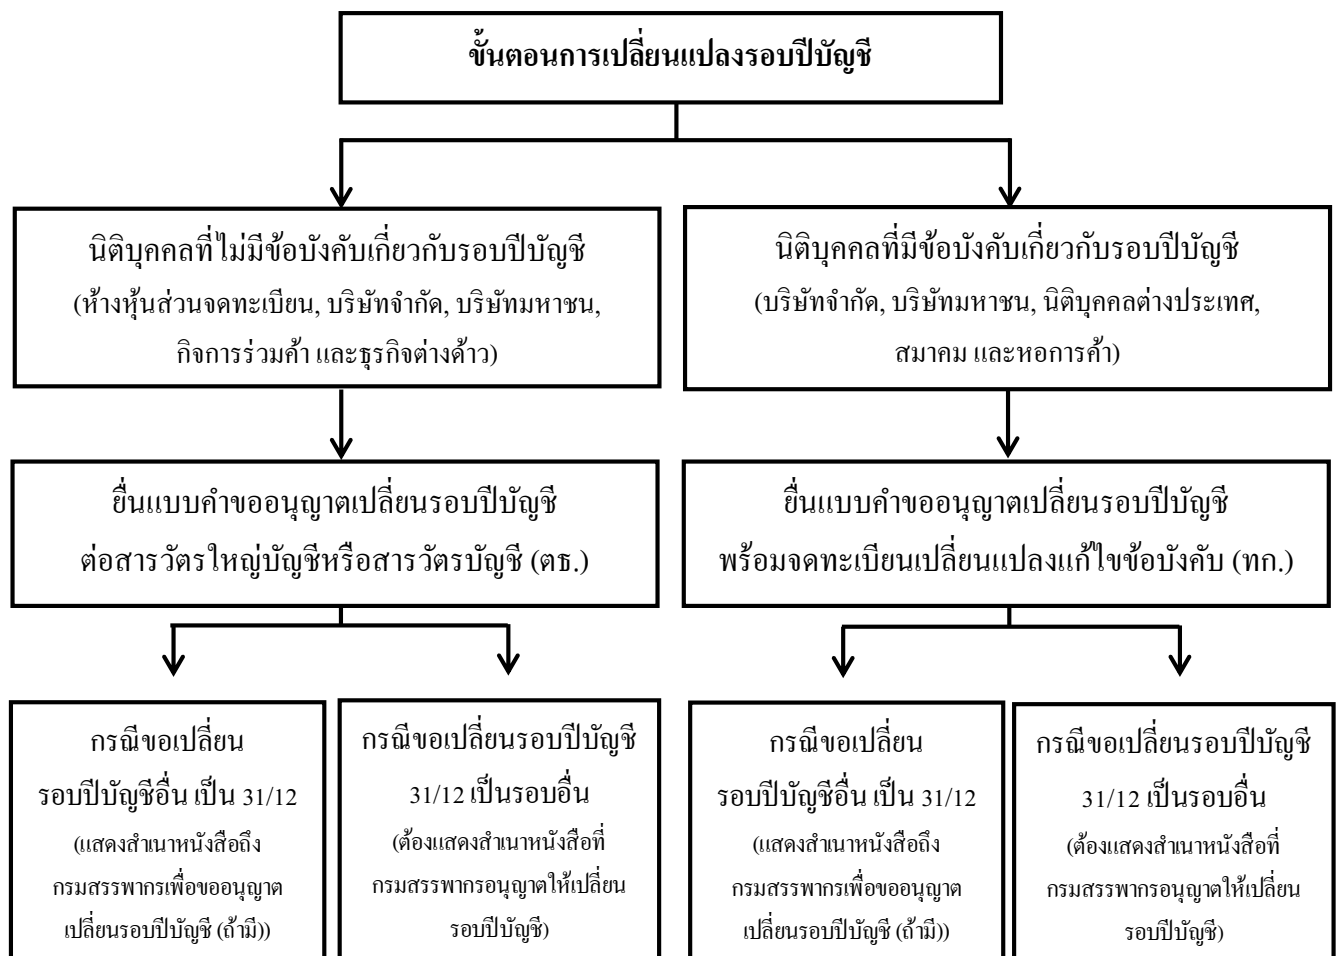 ขั้นตอนการเปลี่ยนแปลงรอบปีบัญชี
นิติบุคคลที่ไม่มีข้อบังคับเกี่ยวกับรอบปีบัญชี
(ห้างหุ้นส่วนจดทะเบียน, บริษัทจำกัด, บริษัทมหาชน,
กิจการร่วมค้า และธุรกิจต่างด้าว)
นิติบุคคลที่มีข้อบังคับเกี่ยวกับรอบปีบัญชี
(บริษัทจำกัด, บริษัทมหาชน, นิติบุคคลต่างประเทศ,
สมาคม และหอการค้า)
ยื่นแบบคำขออนุญาตเปลี่ยนรอบปีบัญชี
ต่อสารวัตรใหญ่บัญชีหรือสารวัตรบัญชี (ตธ.)
ยื่นแบบคำขออนุญาตเปลี่ยนรอบปีบัญชี
พร้อมจดทะเบียนเปลี่ยนแปลงแก้ไขข้อบังคับ (ทก.)
กรณีขอเปลี่ยน
รอบปีบัญชีอื่น เป็น 31/12
(แสดงสำเนาหนังสือถึง
กรมสรรพากรเพื่อขออนุญาต
เปลี่ยนรอบปีบัญชี (ถ้ามี))
กรณีขอเปลี่ยนรอบปีบัญชี
31/12 เป็นรอบอื่น
(ต้องแสดงสำเนาหนังสือที่
กรมสรรพากรอนุญาตให้เปลี่ยน
รอบปีบัญชี)
กรณีขอเปลี่ยน
รอบปีบัญชีอื่น เป็น 31/12
(แสดงสำเนาหนังสือถึง
กรมสรรพากรเพื่อขออนุญาต
เปลี่ยนรอบปีบัญชี (ถ้ามี))
กรณีขอเปลี่ยนรอบปีบัญชี
31/12 เป็นรอบอื่น
(ต้องแสดงสำเนาหนังสือที่
กรมสรรพากรอนุญาตให้เปลี่ยน
รอบปีบัญชี)